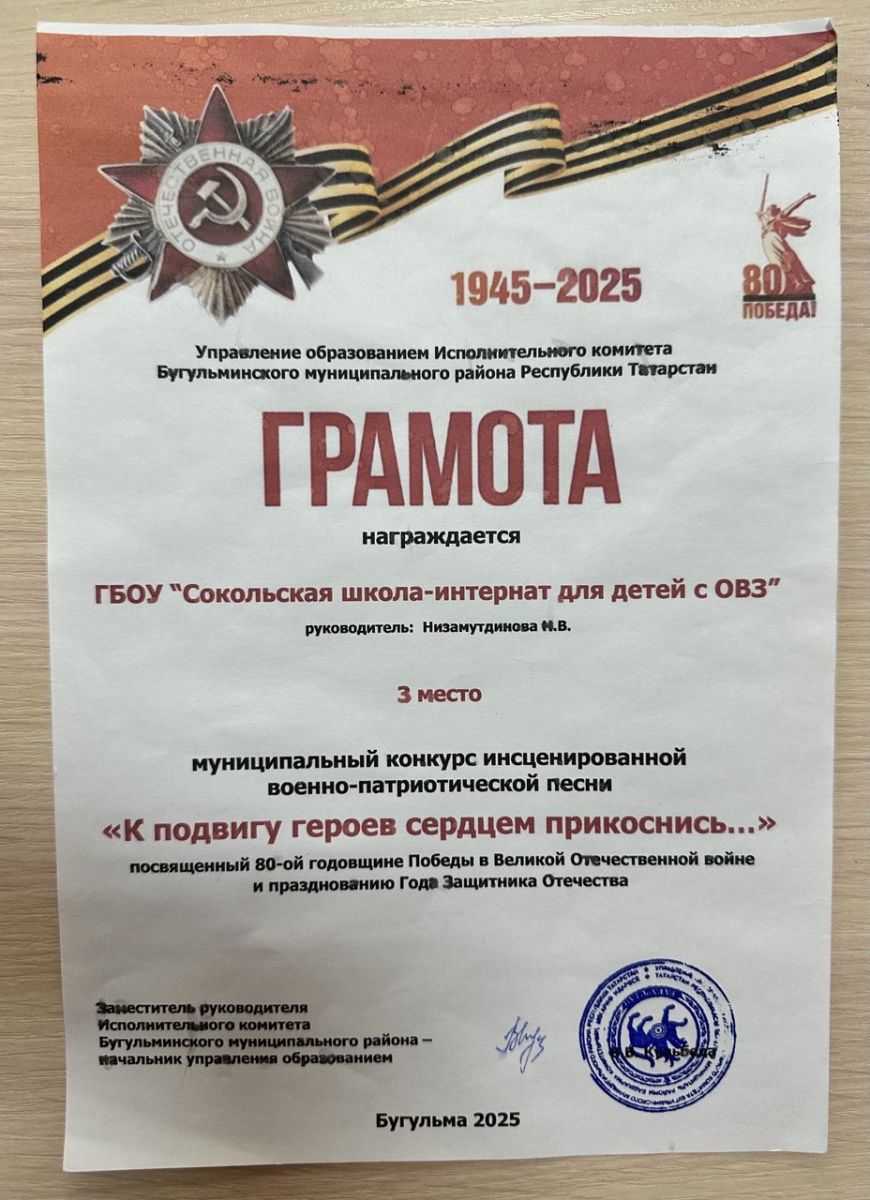 ОТЕЧЕСТВЕННАЯ ВОЙНА
1945–2025
80
ПОБЕДА!
Управление образованием Исполнительного комитета
Бугульминского муниципального района Республики Татарстан
ГРАМОТА
награждается
ГБОУ “Сокольская школа-интернат для детей с ОВЗ”
руководитель: Низамутдинова Н.В.
3 место
муниципальный конкурс инсценированной
военно-патриотической песни
«К подвигу героев сердцем прикоснись...»
посвященный 80-ой годовщине Победы в Великой Отечественной войне
и празднованию Года Защитника Отечества
Заместитель руководителя
Исполнительного комитета
Бугульминского муниципального района –
начальник управления образованием
Бугульма 2025